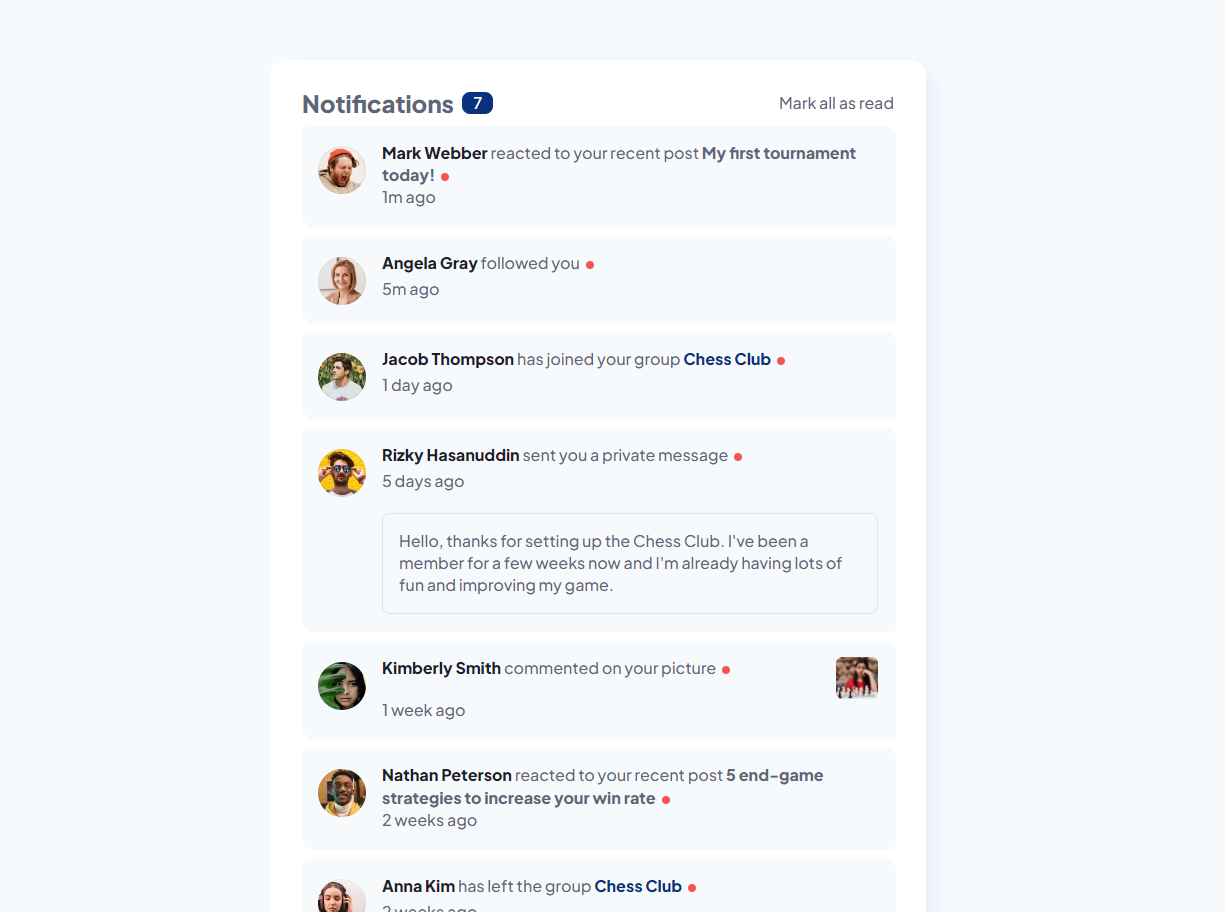 Notifications 7 Mark all as read
Mark Webber reacted to your recent post My first tournament
today!
1m ago
Angela Gray followed you
5m ago
Jacob Thompson has joined your group Chess Club
1 day ago
Rizky Hasanuddin sent you a private message
5 days ago
Hello, thanks for setting up the Chess Club. I've been a
member for a few weeks now and I'm already having lots of
fun and improving my game.
Kimberly Smith commented on your picture
1 week ago
Nathan Peterson reacted to your recent post 5 end-game
strategies to increase your win rate
2 weeks ago
Anna Kim has left the group Chess Club
2 weeks ago